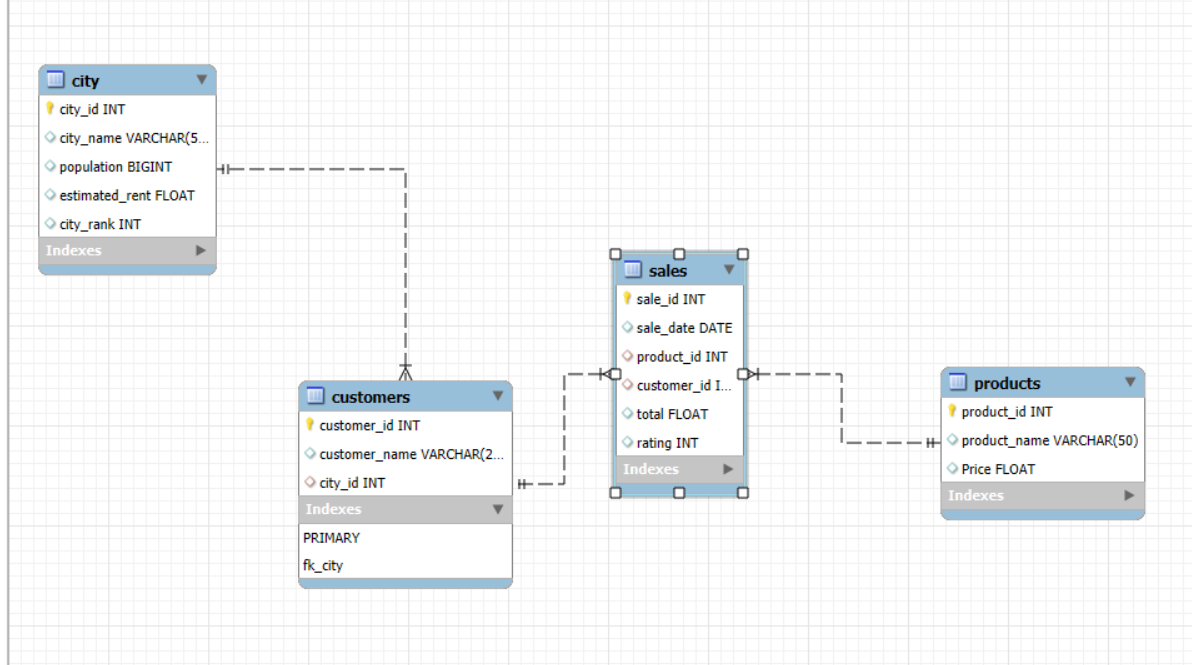 city
city_id INT
city_name VARCHAR(5...
population BIGINT
estimated_rent FLOAT
city_rank INT
Indexes
customers
customer_id INT
customer_name VARCHAR(2...
city_id INT
Indexes
PRIMARY
fk_city
sales
sale_id INT
sale_date DATE
product_id INT
customer_id I...
total FLOAT
rating INT
Indexes
products
product_id INT
product_name VARCHAR(50)
Price FLOAT
Indexes